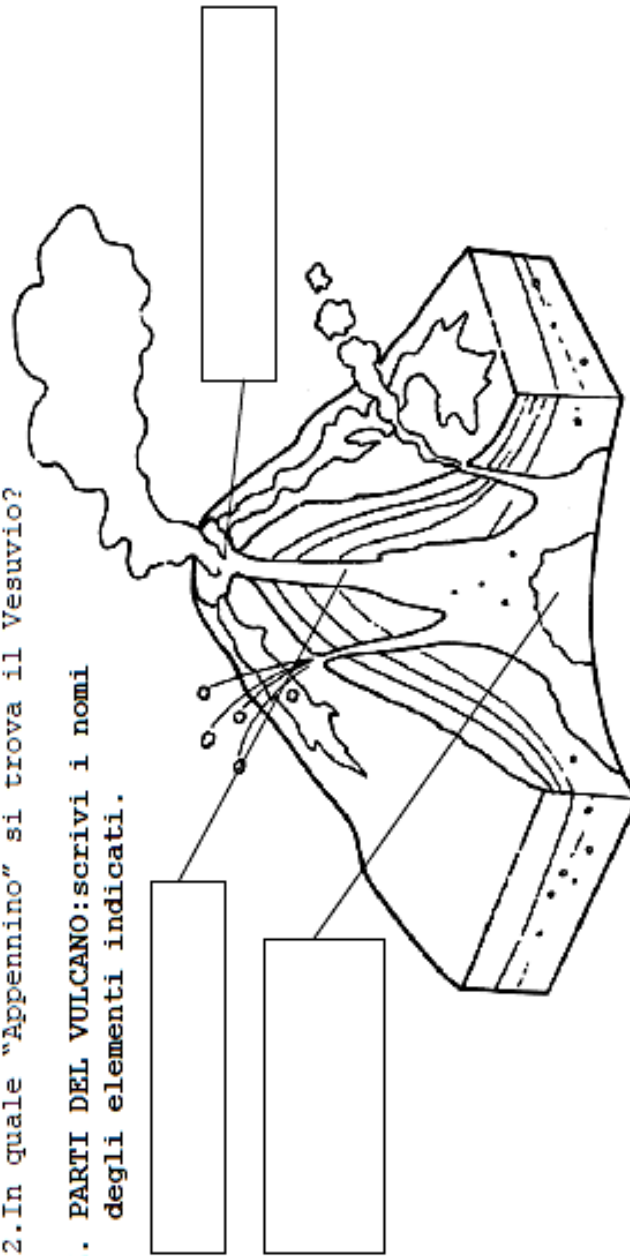 2.In quale “Appennino” si trova il Vesuvio?
. PARTI DEL VULCANO:scrivi i nomi
degli elementi indicati.